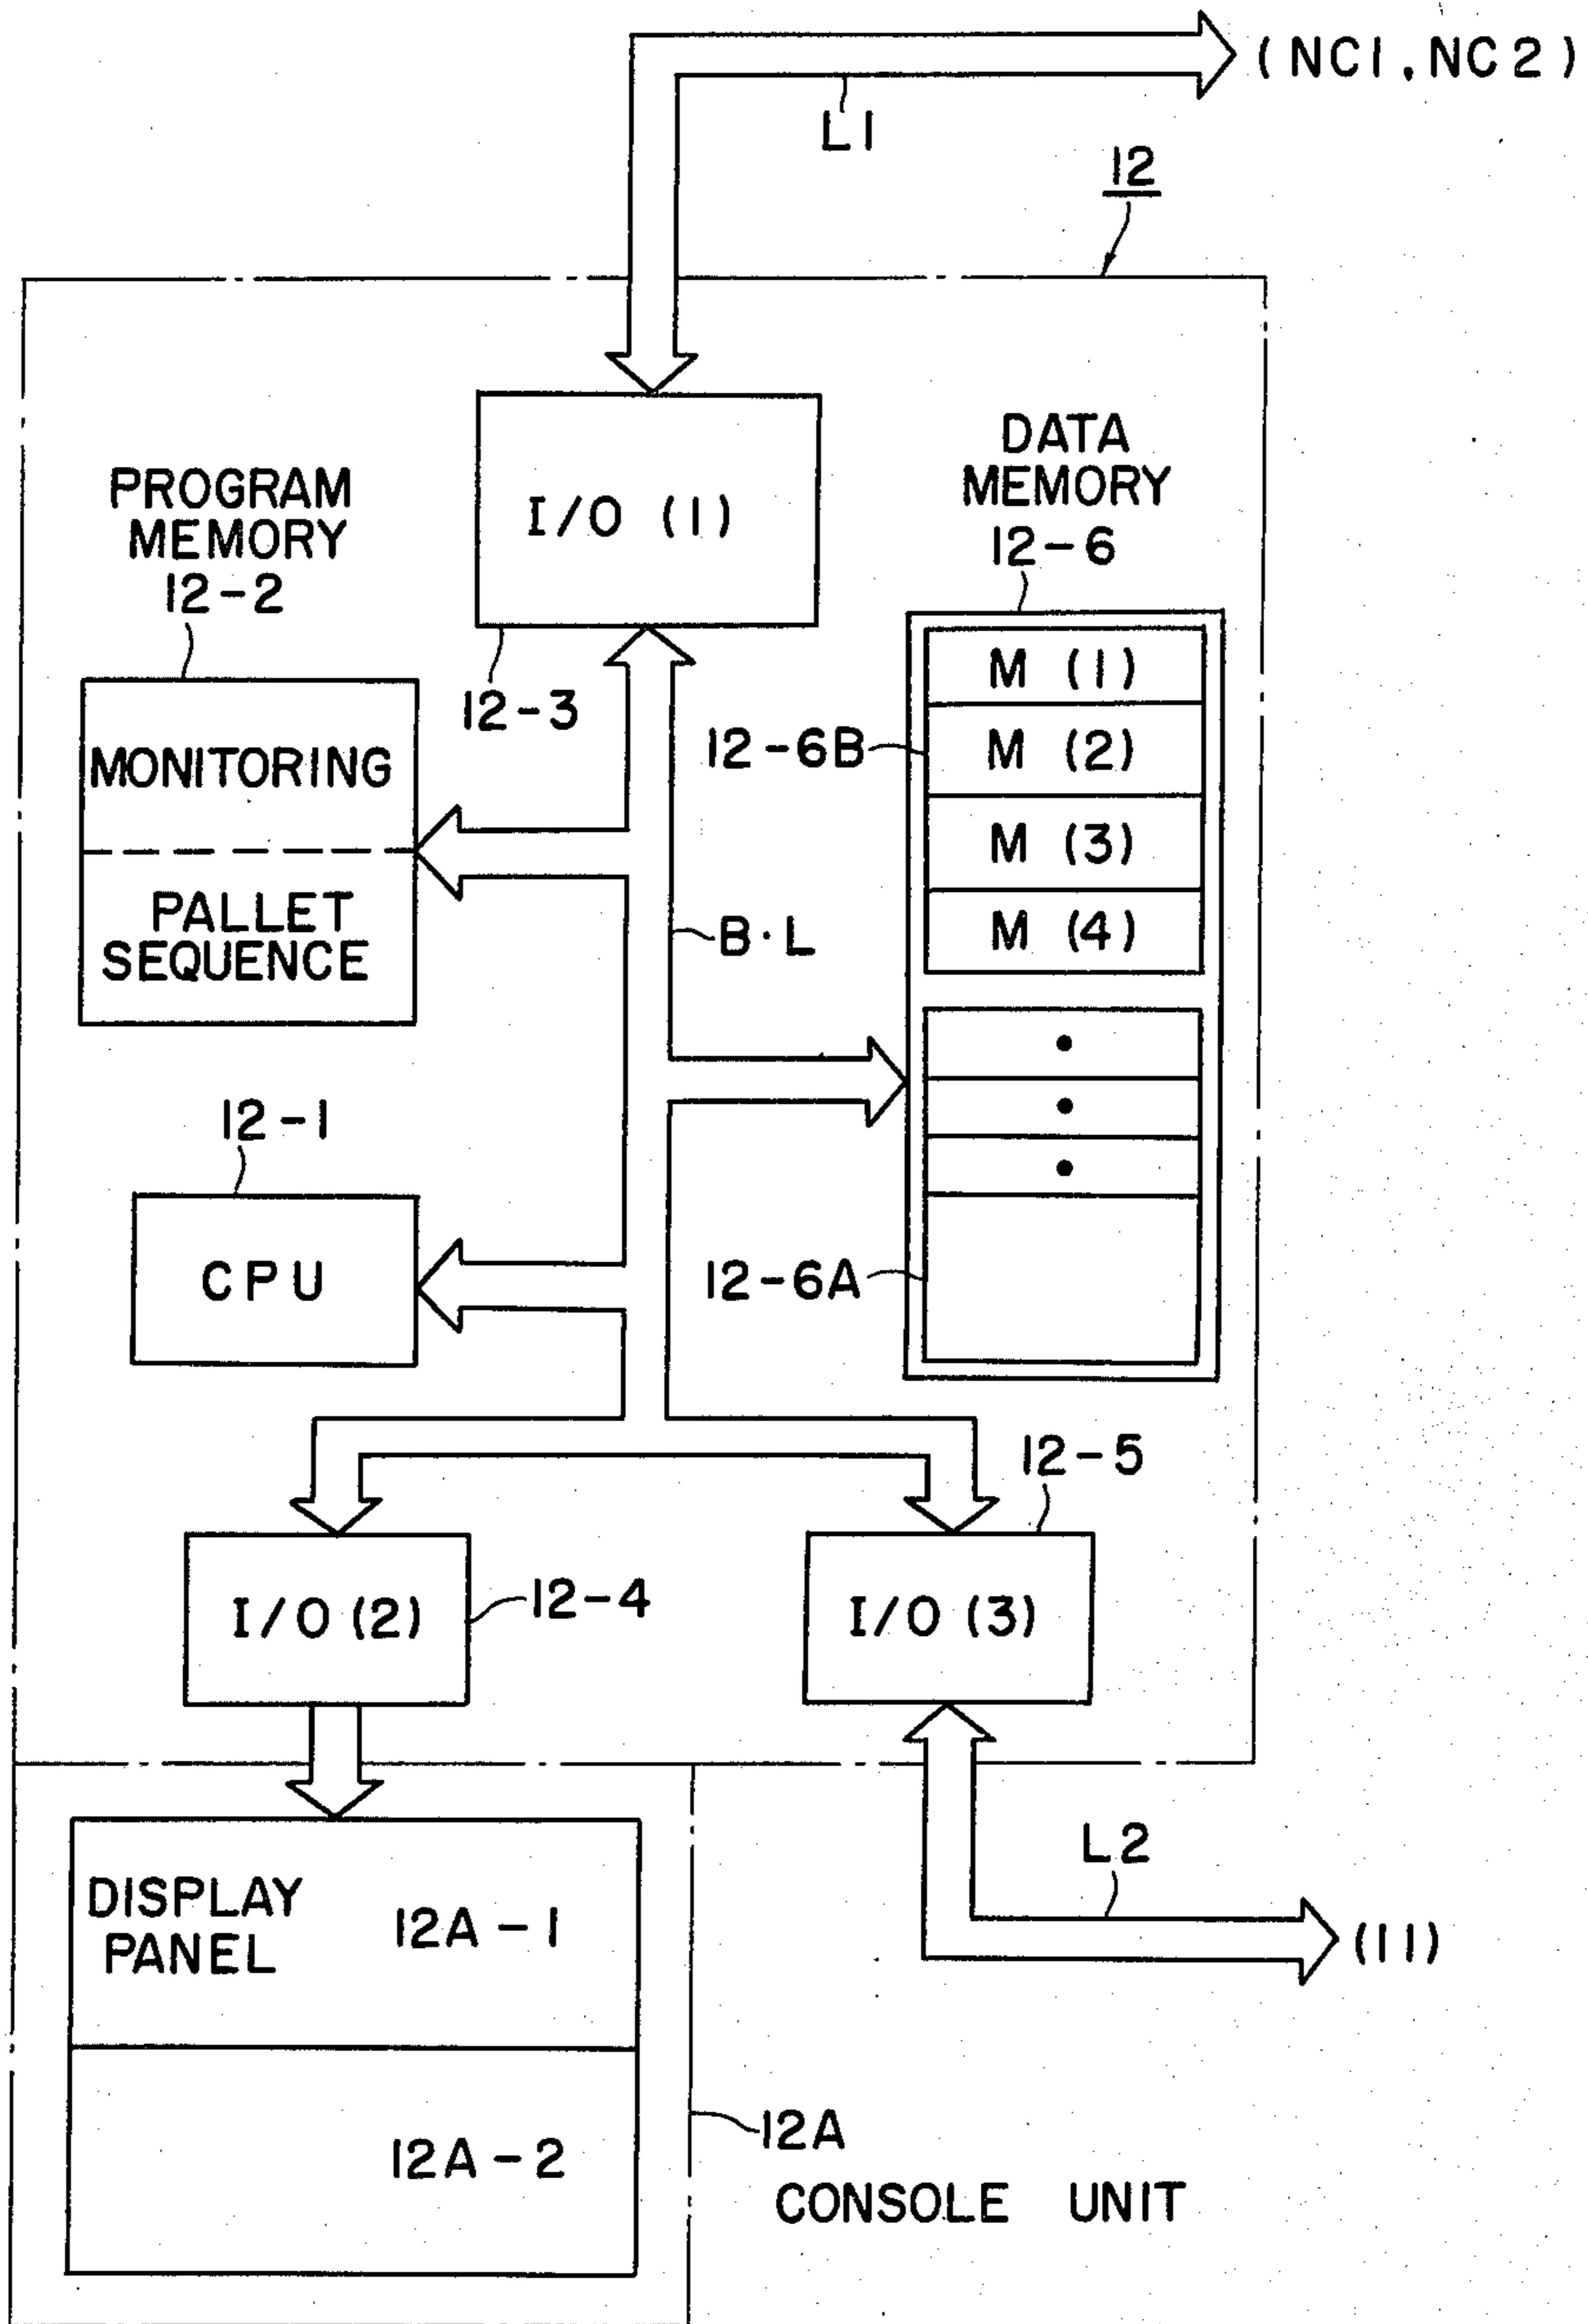 (NC1, NC2)
L1
12
I/O (1)
DATA
MEMORY
12-6
PROGRAM
MEMORY
12-2
12-3
M (1)
12-6B
M (2)
MONITORING
M (3)
PALLET
SEQUENCE
M (4)
B·L
12-1
CPU
12-6A
12-5
I/O (2)
12-4
I/O (3)
L2
DISPLAY
PANEL
12A-1
(11)
12A
12A-2
CONSOLE UNIT